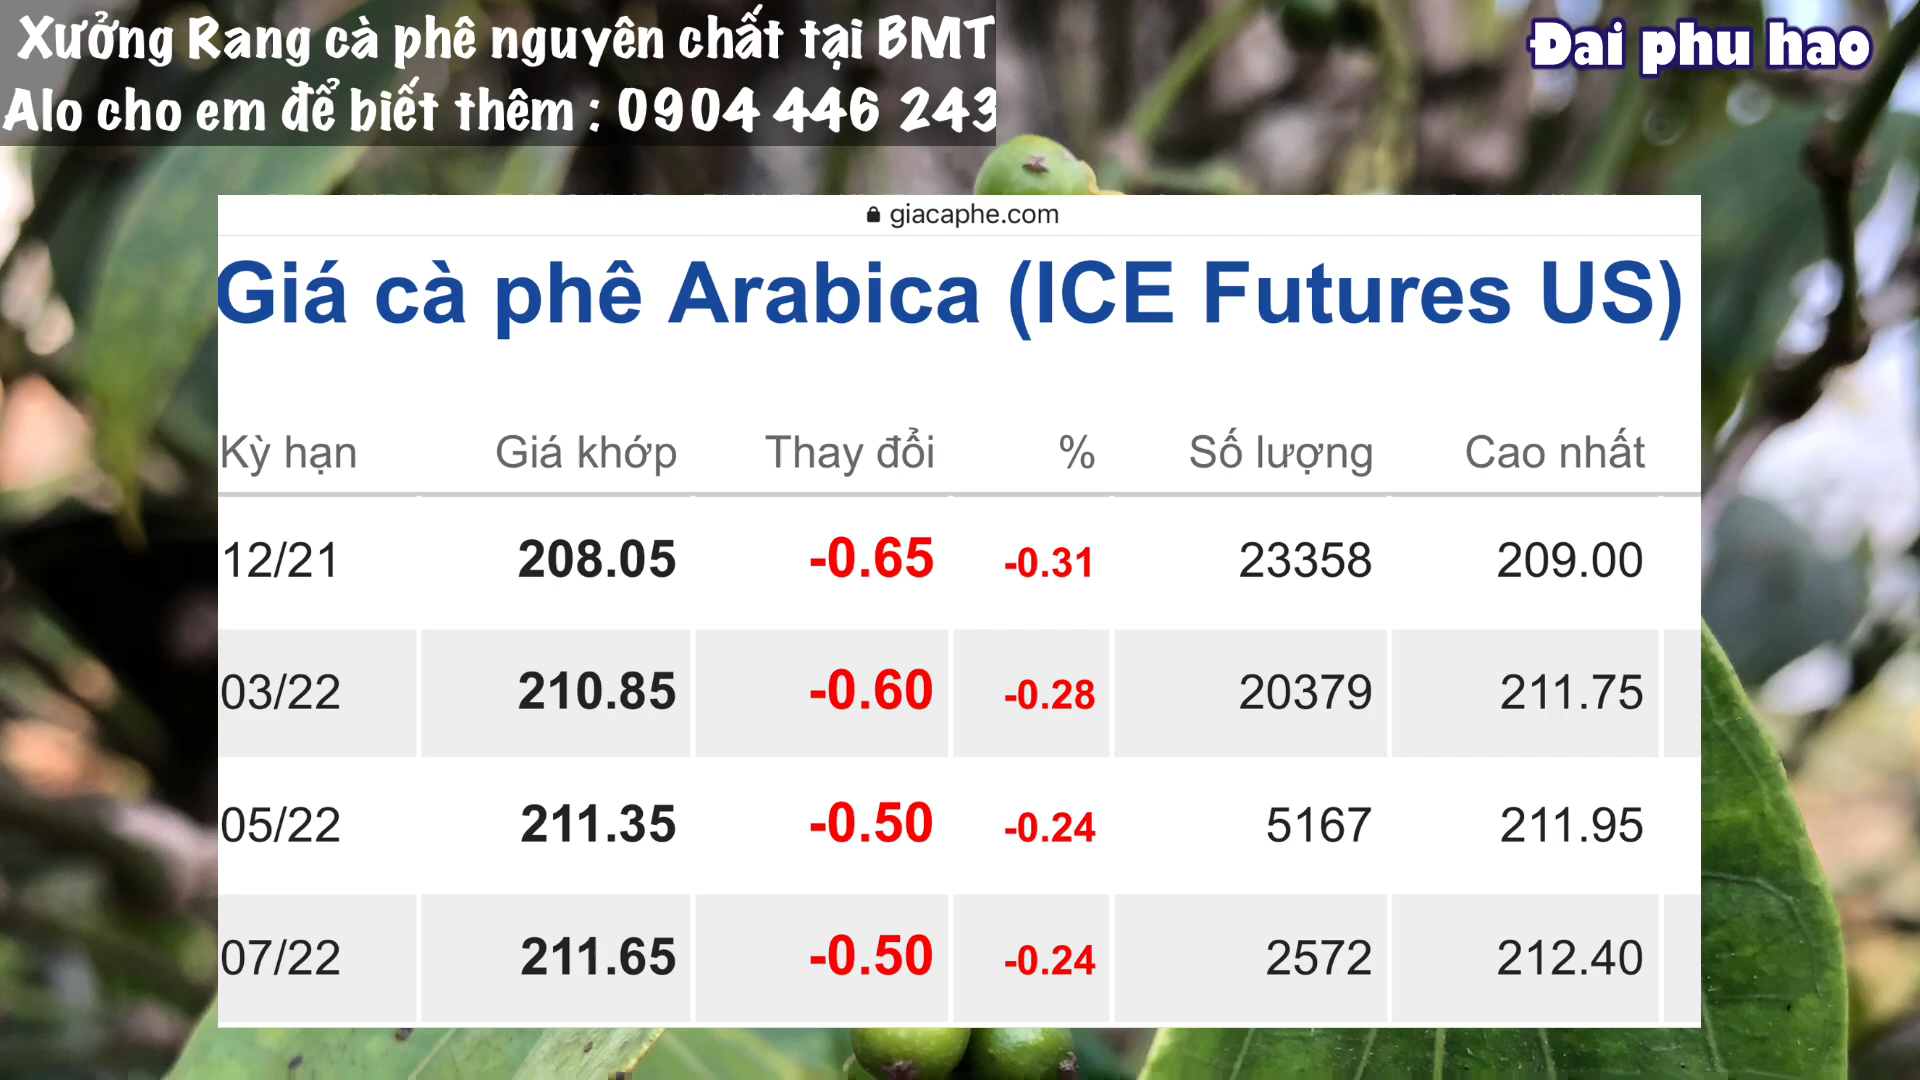 Xưởng Rang cà phê nguyên chất tại BMT
Alo cho em để biết thêm : 0904 446 243
Đai phu hao
giacaphe.com
Giá cà phê Arabica (ICE Futures US)
Kỳ hạn Giá khớp Thay đổi % Số lượng Cao nhất
12/21 208.05 -0.65 -0.31 23358 209.00
03/22 210.85 -0.60 -0.28 20379 211.75
05/22 211.35 -0.50 -0.24 5167 211.95
07/22 211.65 -0.50 -0.24 2572 212.40